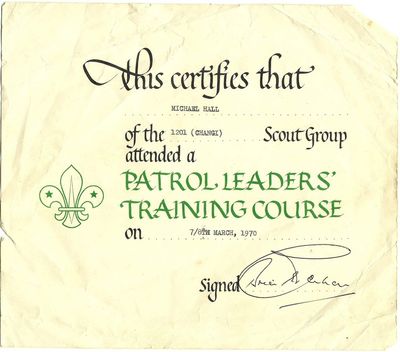 This certifies that
MICHAEL HALL
of the 1201 (CHANGI) Scout Group
attended a
PATROL LEADERS'
TRAINING COURSE
on 7/8TH MARCH, 1970
Signed